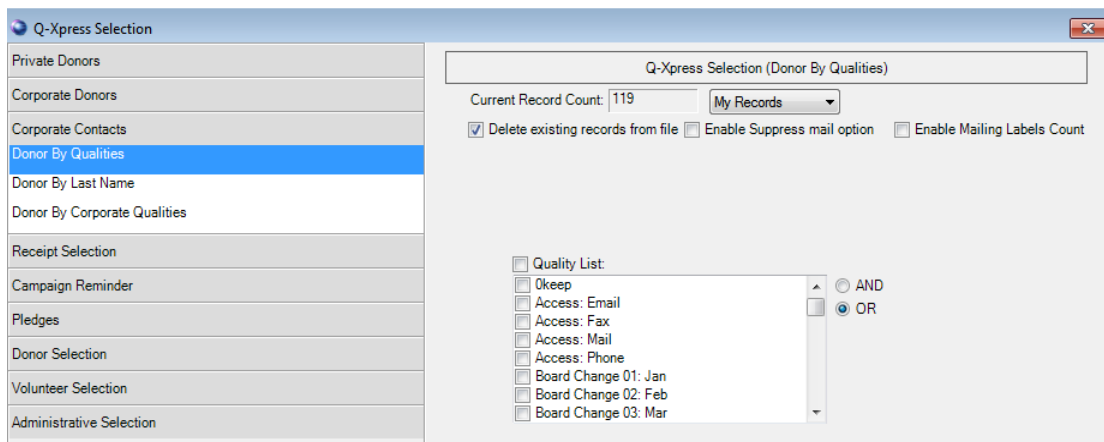 Q-Xpress Selection
Private Donors
Corporate Donors
Corporate Contacts
Donor By Qualities
Donor By Last Name
Donor By Corporate Qualities
Receipt Selection
Campaign Reminder
Pledges
Donor Selection
Volunteer Selection
Administrative Selection
Q-Xpress Selection (Donor By Qualities)
Current Record Count: 119 My Records
Delete existing records from file Enable Suppress mail option Enable Mailing Labels Count
Quality List:
0keep
Access: Email
Access: Fax
Access: Mail
Access: Phone
Board Change 01: Jan
Board Change 02: Feb
Board Change 03: Mar
AND
OR